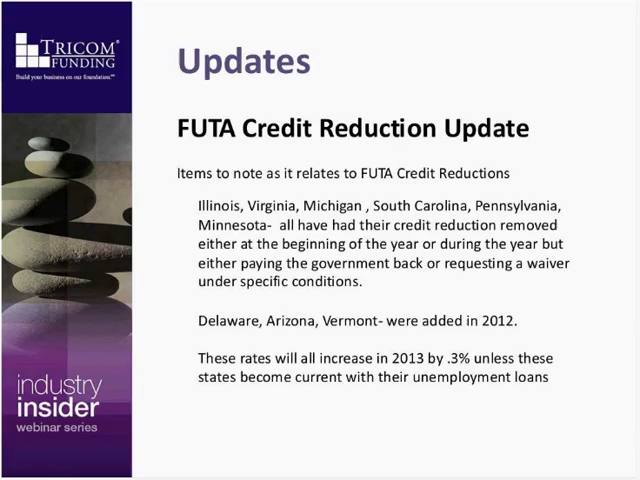 TRICOM®
FUNDING
Build your business on our foundation.℠
Updates
FUTA Credit Reduction Update
Items to note as it relates to FUTA Credit Reductions
Illinois, Virginia, Michigan , South Carolina, Pennsylvania,
Minnesota-  all have had their credit reduction removed
either at the beginning of the year or during the year but
either paying the government back or requesting a waiver
under specific conditions.
Delaware, Arizona, Vermont- were added in 2012.
These rates will all increase in 2013 by .3% unless these
states become current with their unemployment loans
industry
insider
webinar series